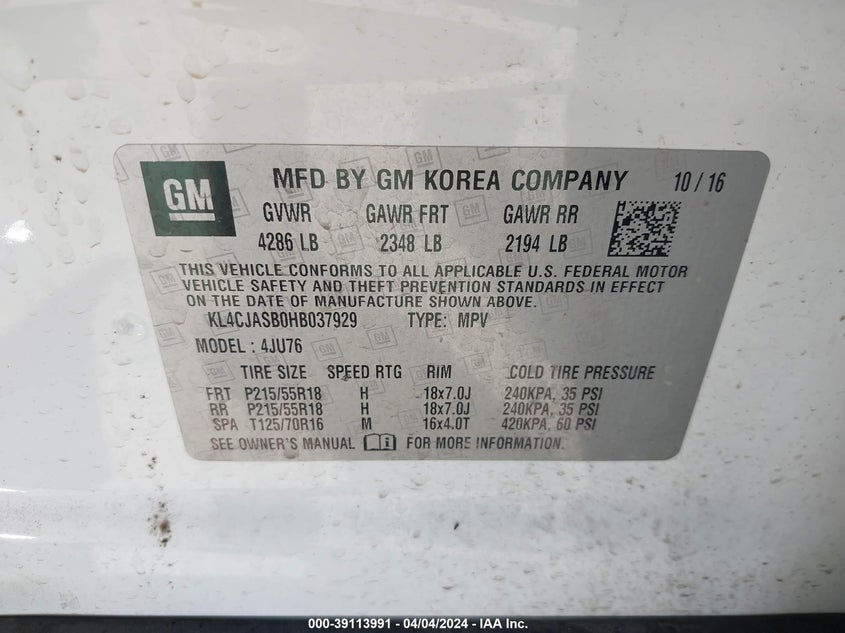 GM
MFD BY GM KOREA COMPANY 10 / 16
GVWR GAWR FRT GAWR RR
4286 LB 2348 LB 2194 LB
THIS VEHICLE CONFORMS TO ALL APPLICABLE U.S. FEDERAL MOTOR
VEHICLE SAFETY AND THEFT PREVENTION STANDARDS IN EFFECT
ON THE DATE OF MANUFACTURE SHOWN ABOVE.
KL4CJASB0HB037929 TYPE: MPV
MODEL : 4JU76
TIRE SIZE SPEED RTG RIM COLD TIRE PRESSURE
FRT P215/55R18 H 18x7.0J 240KPA, 35 PSI
RR P215/55R18 H 18x7.0J 240KPA, 35 PSI
SPA T125/70R16 M 16x4.0T 420KPA, 60 PSI
SEE OWNER'S MANUAL FOR MORE INFORMATION.
000-39113991 - 04/04/2024 - IAA Inc.